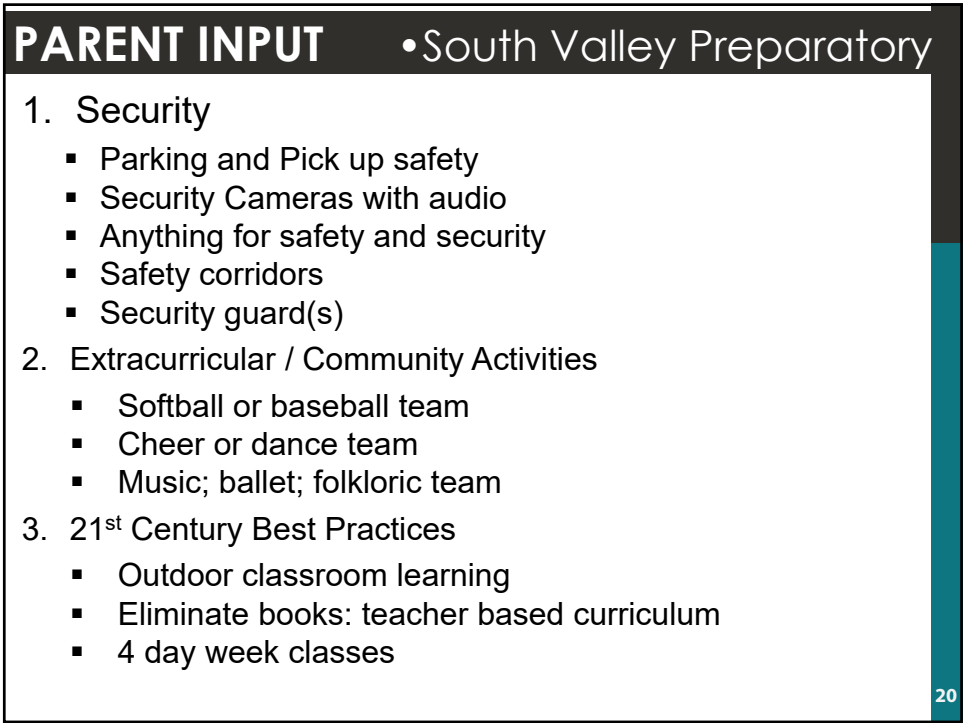 PARENT INPUT •South Valley Preparatory
1. Security
▪ Parking and Pick up safety
▪ Security Cameras with audio
▪ Anything for safety and security
▪ Safety corridors
▪ Security guard(s)
2. Extracurricular / Community Activities
▪ Softball or baseball team
▪ Cheer or dance team
▪ Music; ballet; folkloric team
3. 21st Century Best Practices
▪ Outdoor classroom learning
▪ Eliminate books: teacher based curriculum
▪ 4 day week classes
20